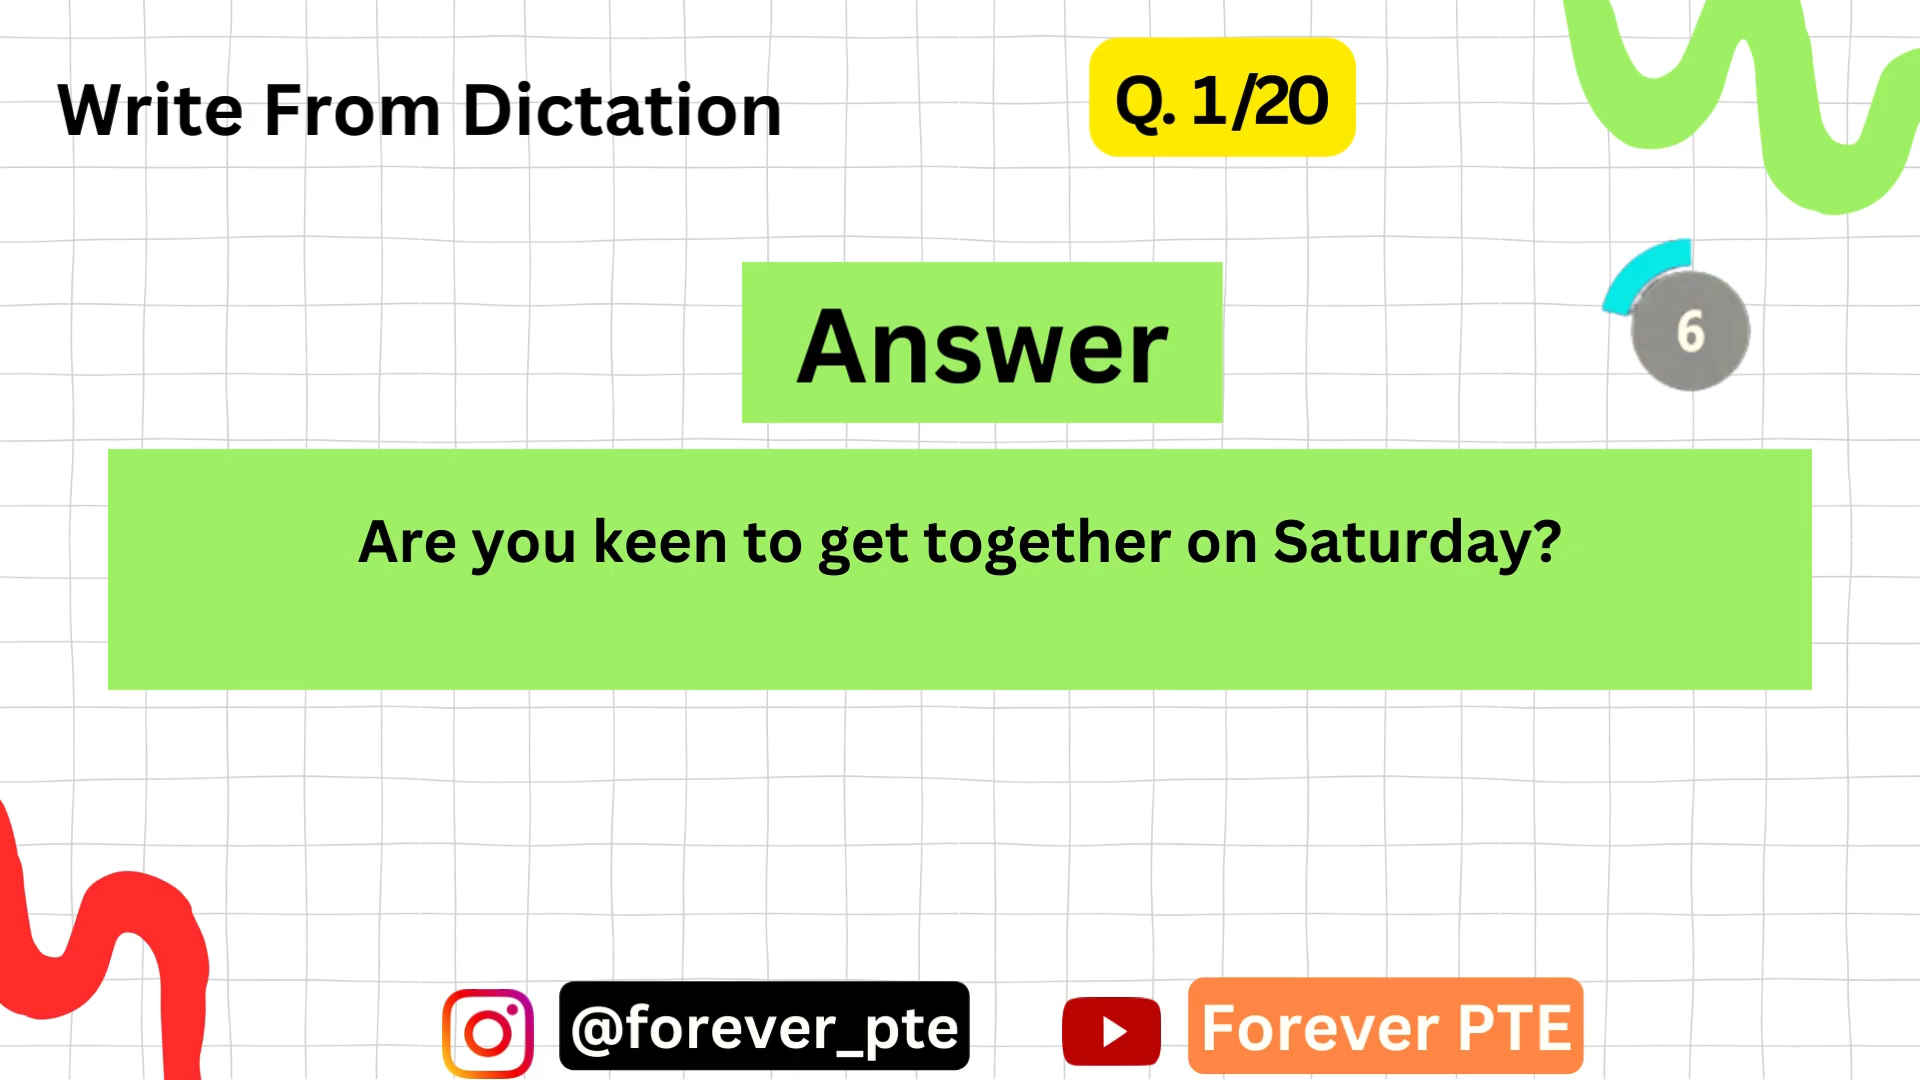 Write From Dictation
Q. 1/20
Answer
6
Are you keen to get together on Saturday?
@forever_pte
Forever PTE